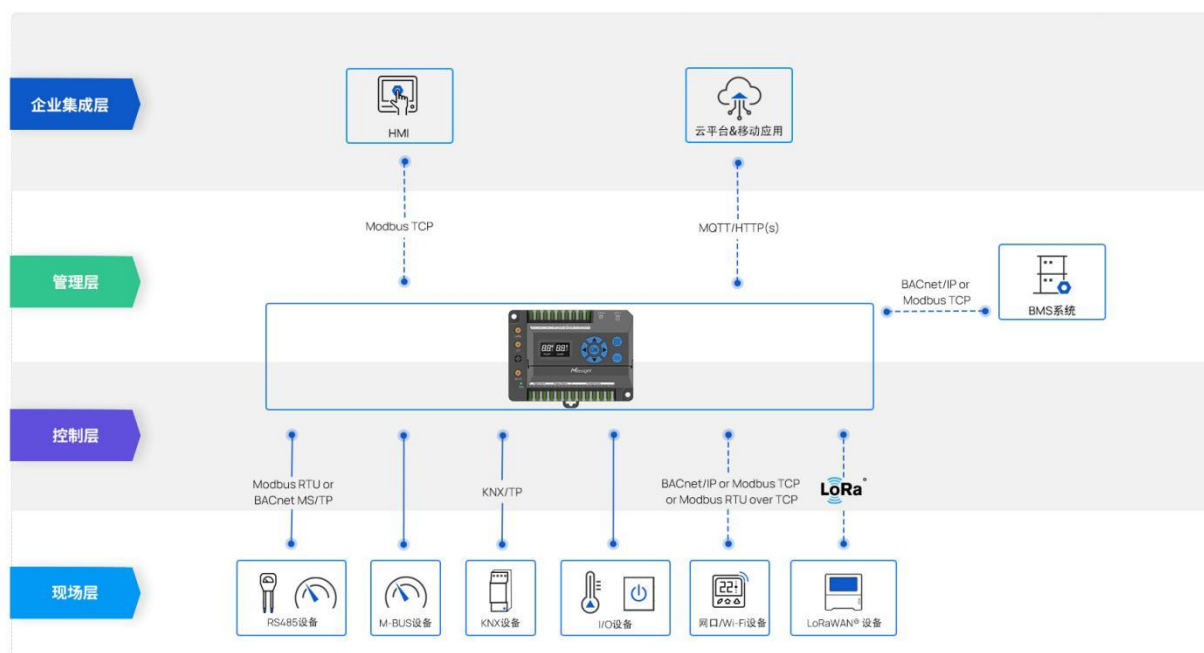 企业集成层
HMI
云平台&移动应用
Modbus TCP
MQTT/HTTP(s)
管理层
BACnet/IP or
Modbus TCP
BMS系统
Milesight
控制层
Modbus RTU or
BACnet MS/TP
KNX/TP
BACnet/IP or Modbus TCP
or Modbus RTU over TCP
LoRa®
现场层
RS485设备
M-BUS设备
KNX设备
I/O设备
22
网口/Wi-Fi设备
LoRaWAN® 设备